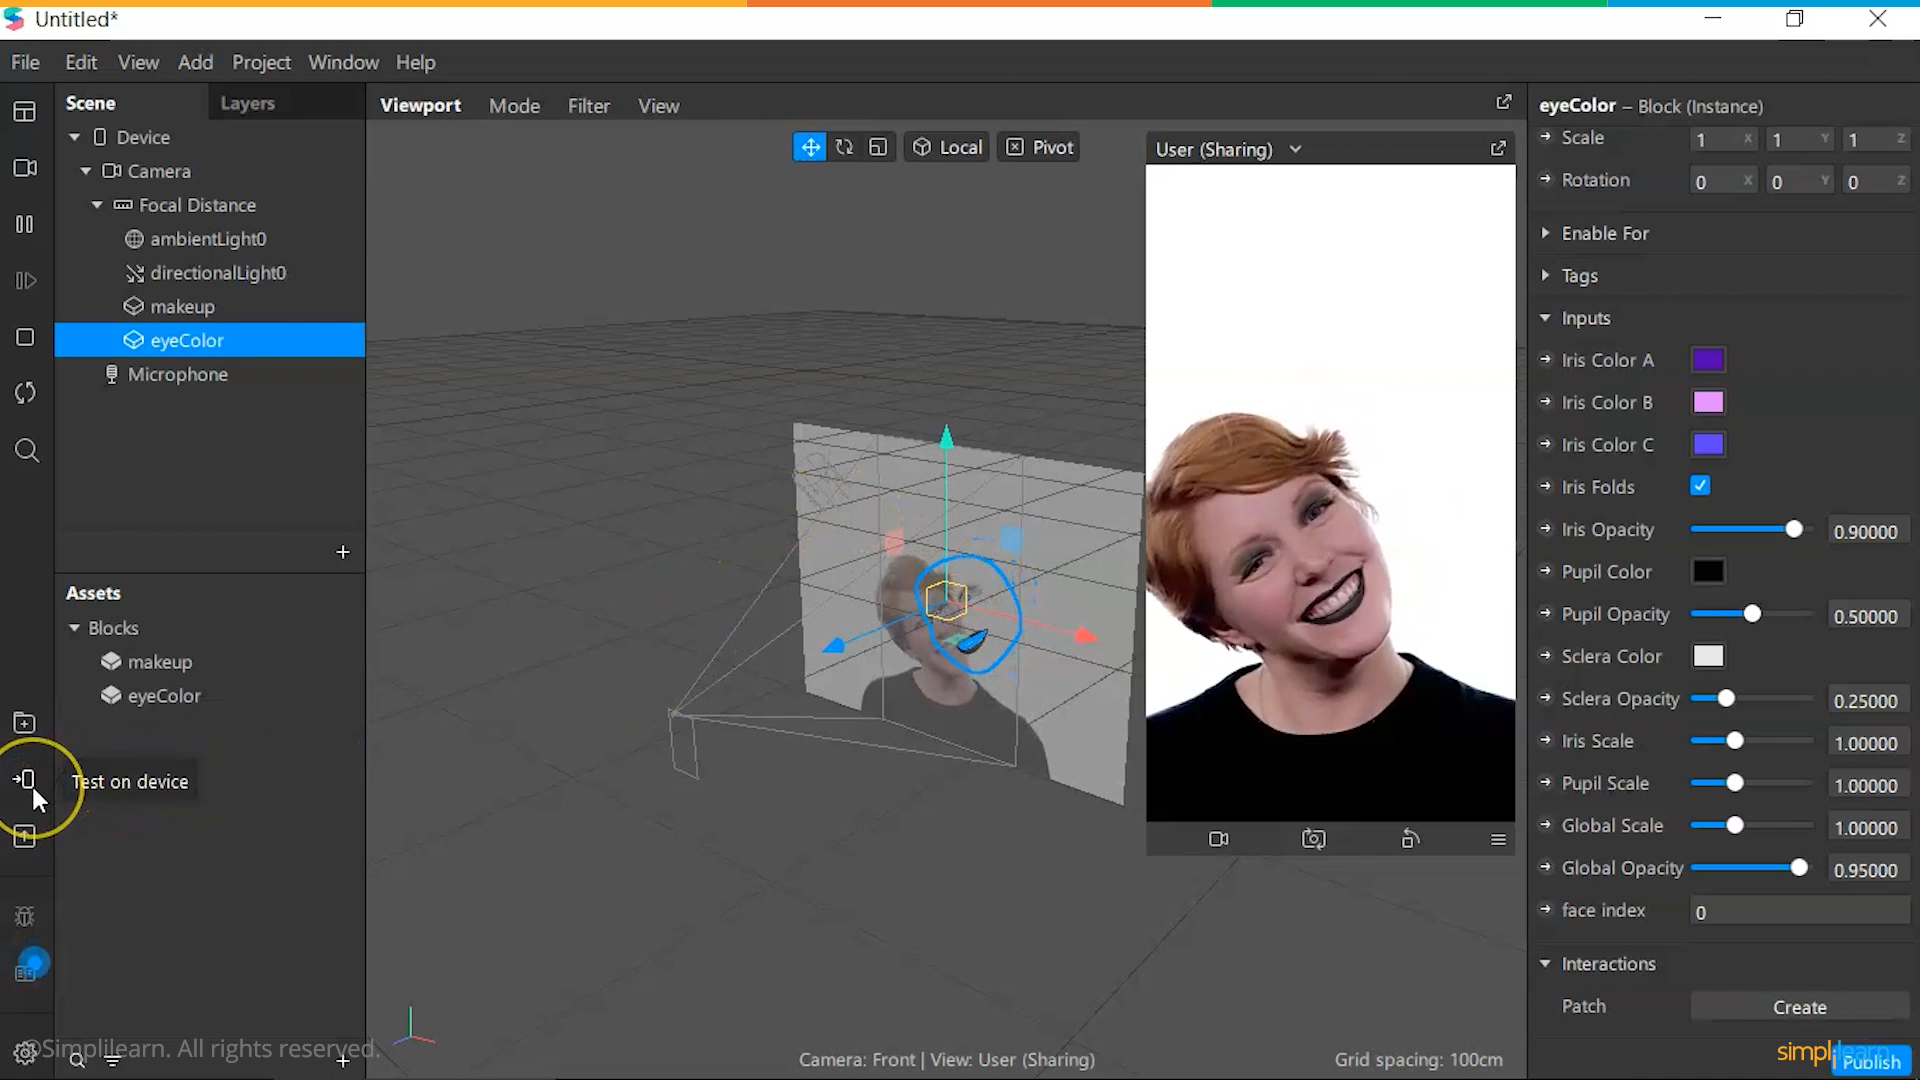 Untitled*
File Edit View Add Project Window Help
Scene Layers
Device
Camera
Focal Distance
ambientLight0
directionalLight0
makeup
eyeColor
Microphone
+
Assets
Blocks
makeup
eyeColor
Test on device
©Simplilearn. All rights reserved.
+
Viewport Mode Filter View
Local Pivot
User (Sharing)
Camera: Front | View: User (Sharing)
Grid spacing: 100cm
eyeColor – Block (Instance)
Scale 1 X 1 Y 1 Z
Rotation 0 X 0 Y 0 Z
Enable For
Tags
Inputs
Iris Color A
Iris Color B
Iris Color C
Iris Folds
Iris Opacity 0.90000
Pupil Color
Pupil Opacity 0.50000
Sclera Color
Sclera Opacity 0.25000
Iris Scale 1.00000
Pupil Scale 1.00000
Global Scale 1.00000
Global Opacity 0.95000
face index 0
Interactions
Patch Create
simplilearn
Publish